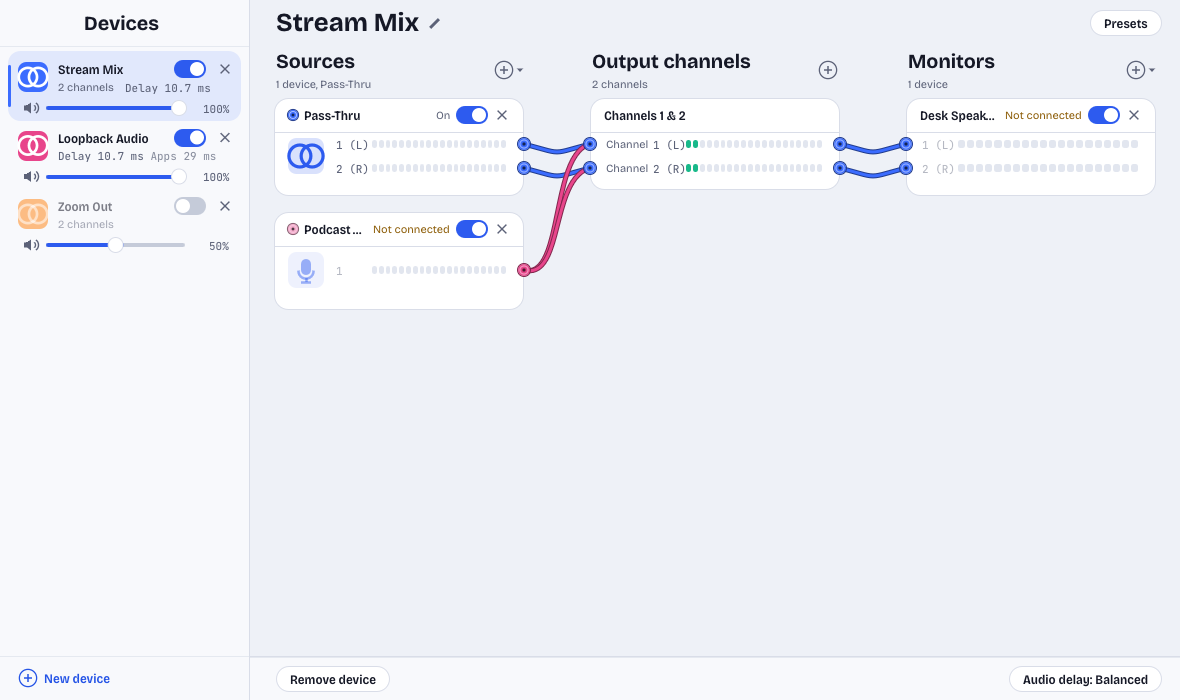 Devices
Stream Mix
2 channels Delay 10.7 ms
100%
Loopback Audio
Delay 10.7 ms Apps 29 ms
100%
Zoom Out
2 channels
50%
New device
Stream Mix
Presets
Sources
1 device, Pass-Thru
Pass-Thru On
1 (L)
2 (R)
Podcast ... Not connected
1
Output channels
2 channels
Channels 1 & 2
Channel 1 (L)
Channel 2 (R)
Monitors
1 device
Desk Speak... Not connected
1 (L)
2 (R)
Remove device
Audio delay: Balanced